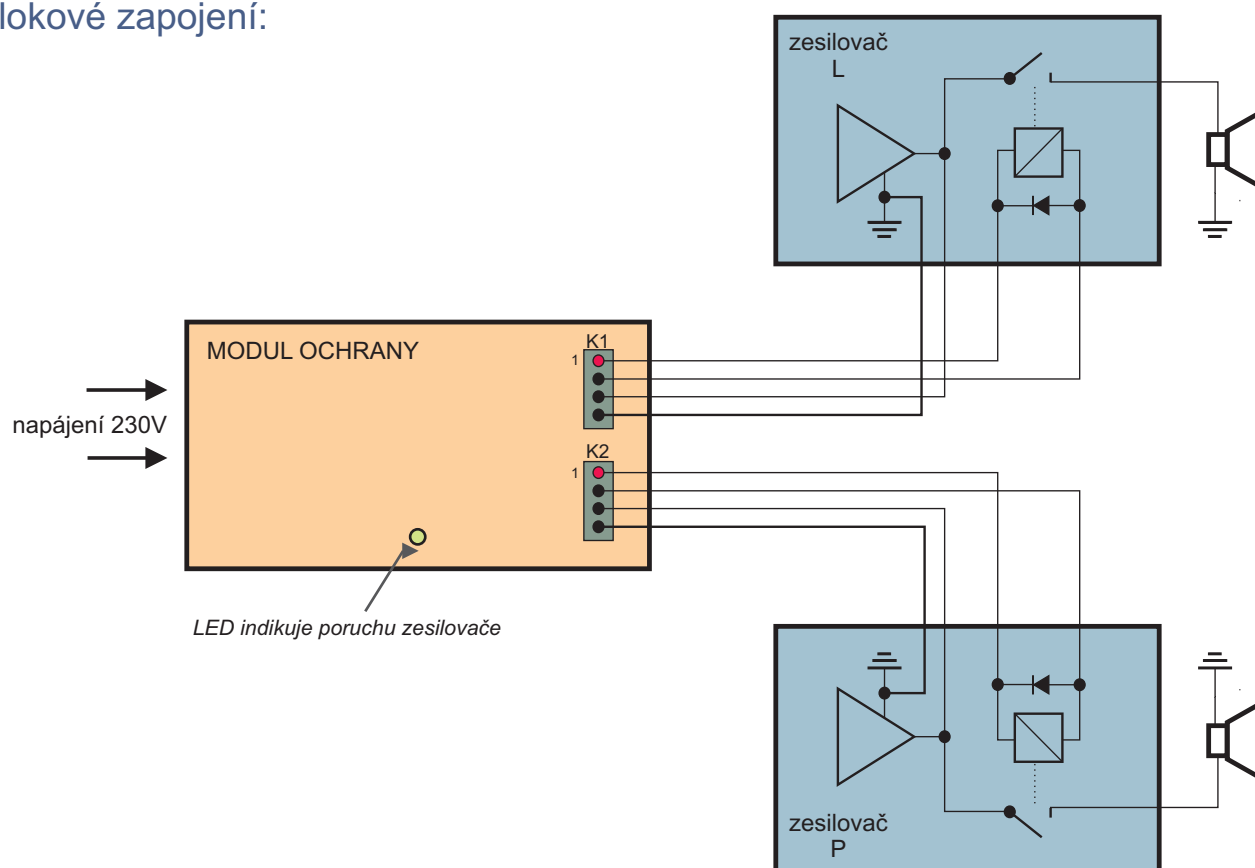 lokové zapojení:
zesilovač
L
MODUL OCHRANY
K1
1
napájení 230V
K2
1
LED indikuje poruchu zesilovače
zesilovač
P